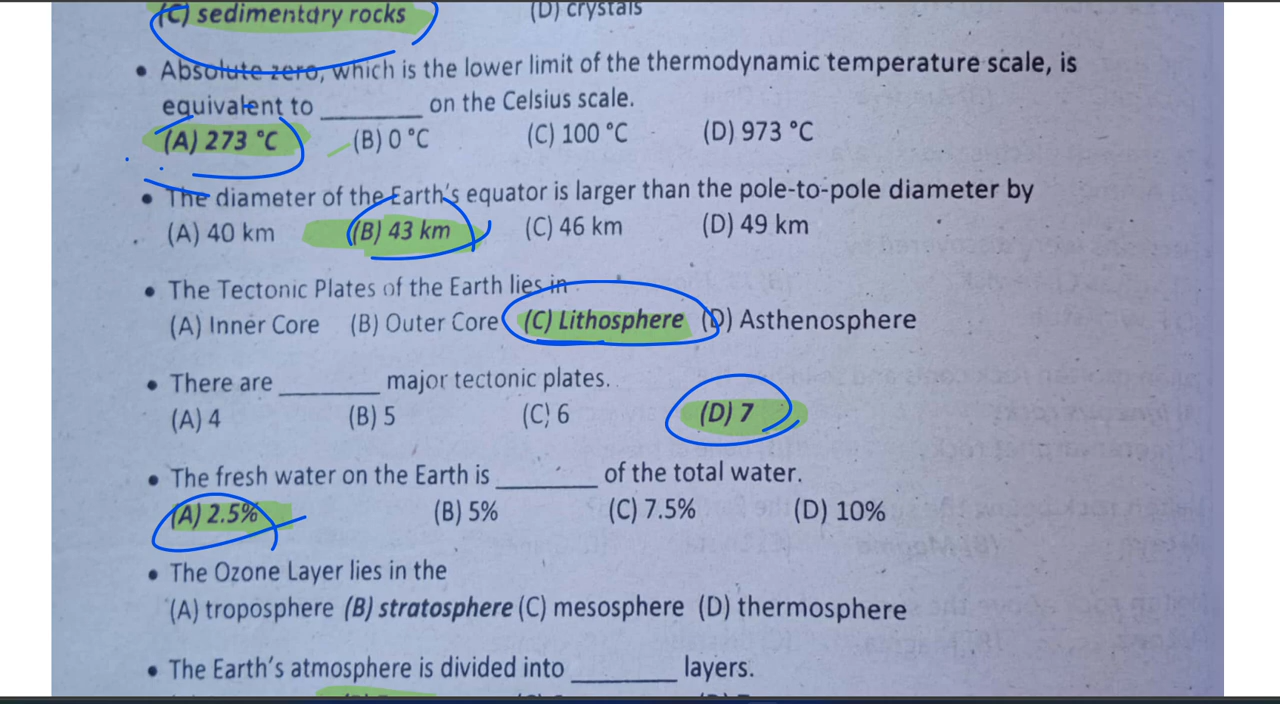 (C) sedimentary rocks (D) crystals
• Absolute zero, which is the lower limit of the thermodynamic temperature scale, is
equivalent to ________ on the Celsius scale.
(A) 273 °C (B) 0 °C (C) 100 °C (D) 973 °C
• The diameter of the Earth's equator is larger than the pole-to-pole diameter by
(A) 40 km (B) 43 km (C) 46 km (D) 49 km
• The Tectonic Plates of the Earth lies in
(A) Inner Core (B) Outer Core (C) Lithosphere (D) Asthenosphere
• There are ________ major tectonic plates.
(A) 4 (B) 5 (C) 6 (D) 7
• The fresh water on the Earth is ________ of the total water.
(A) 2.5% (B) 5% (C) 7.5% (D) 10%
• The Ozone Layer lies in the
(A) troposphere (B) stratosphere (C) mesosphere (D) thermosphere
• The Earth's atmosphere is divided into ________ layers.